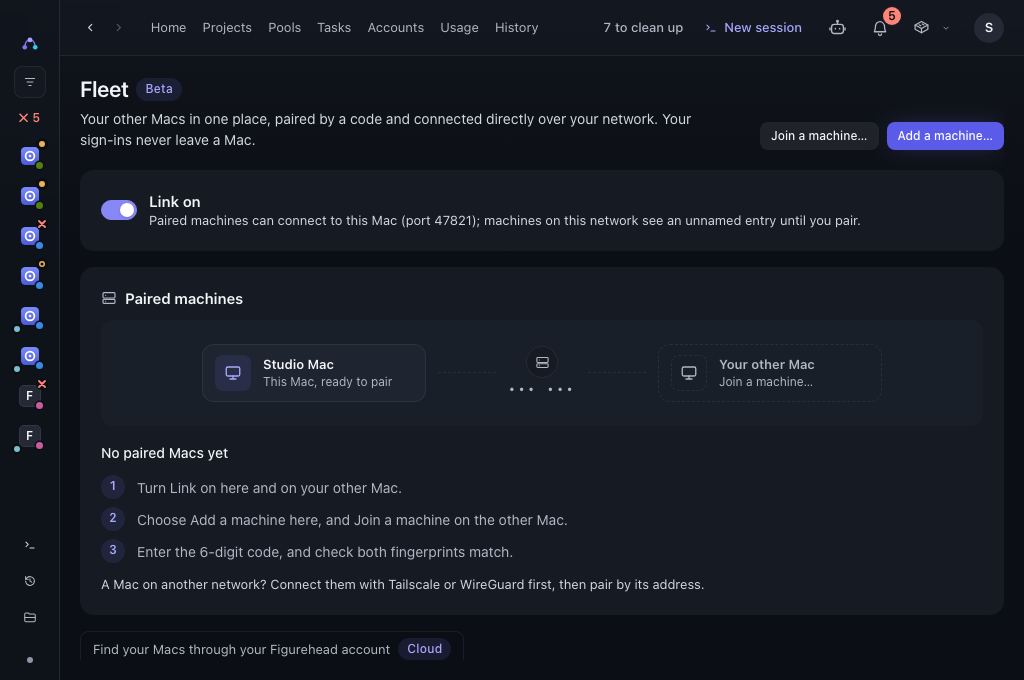 Home Projects Pools Tasks Accounts Usage History 7 to clean up New session 5 S
5
Fleet Beta
Your other Macs in one place, paired by a code and connected directly over your network. Your
sign-ins never leave a Mac.
Join a machine... Add a machine...
Link on
Paired machines can connect to this Mac (port 47821); machines on this network see an unnamed entry until you pair.
Paired machines
Studio Mac
This Mac, ready to pair
Your other Mac
Join a machine...
No paired Macs yet
1 Turn Link on here and on your other Mac.
2 Choose Add a machine here, and Join a machine on the other Mac.
3 Enter the 6-digit code, and check both fingerprints match.
A Mac on another network? Connect them with Tailscale or WireGuard first, then pair by its address.
Find your Macs through your Figurehead account Cloud
F
F